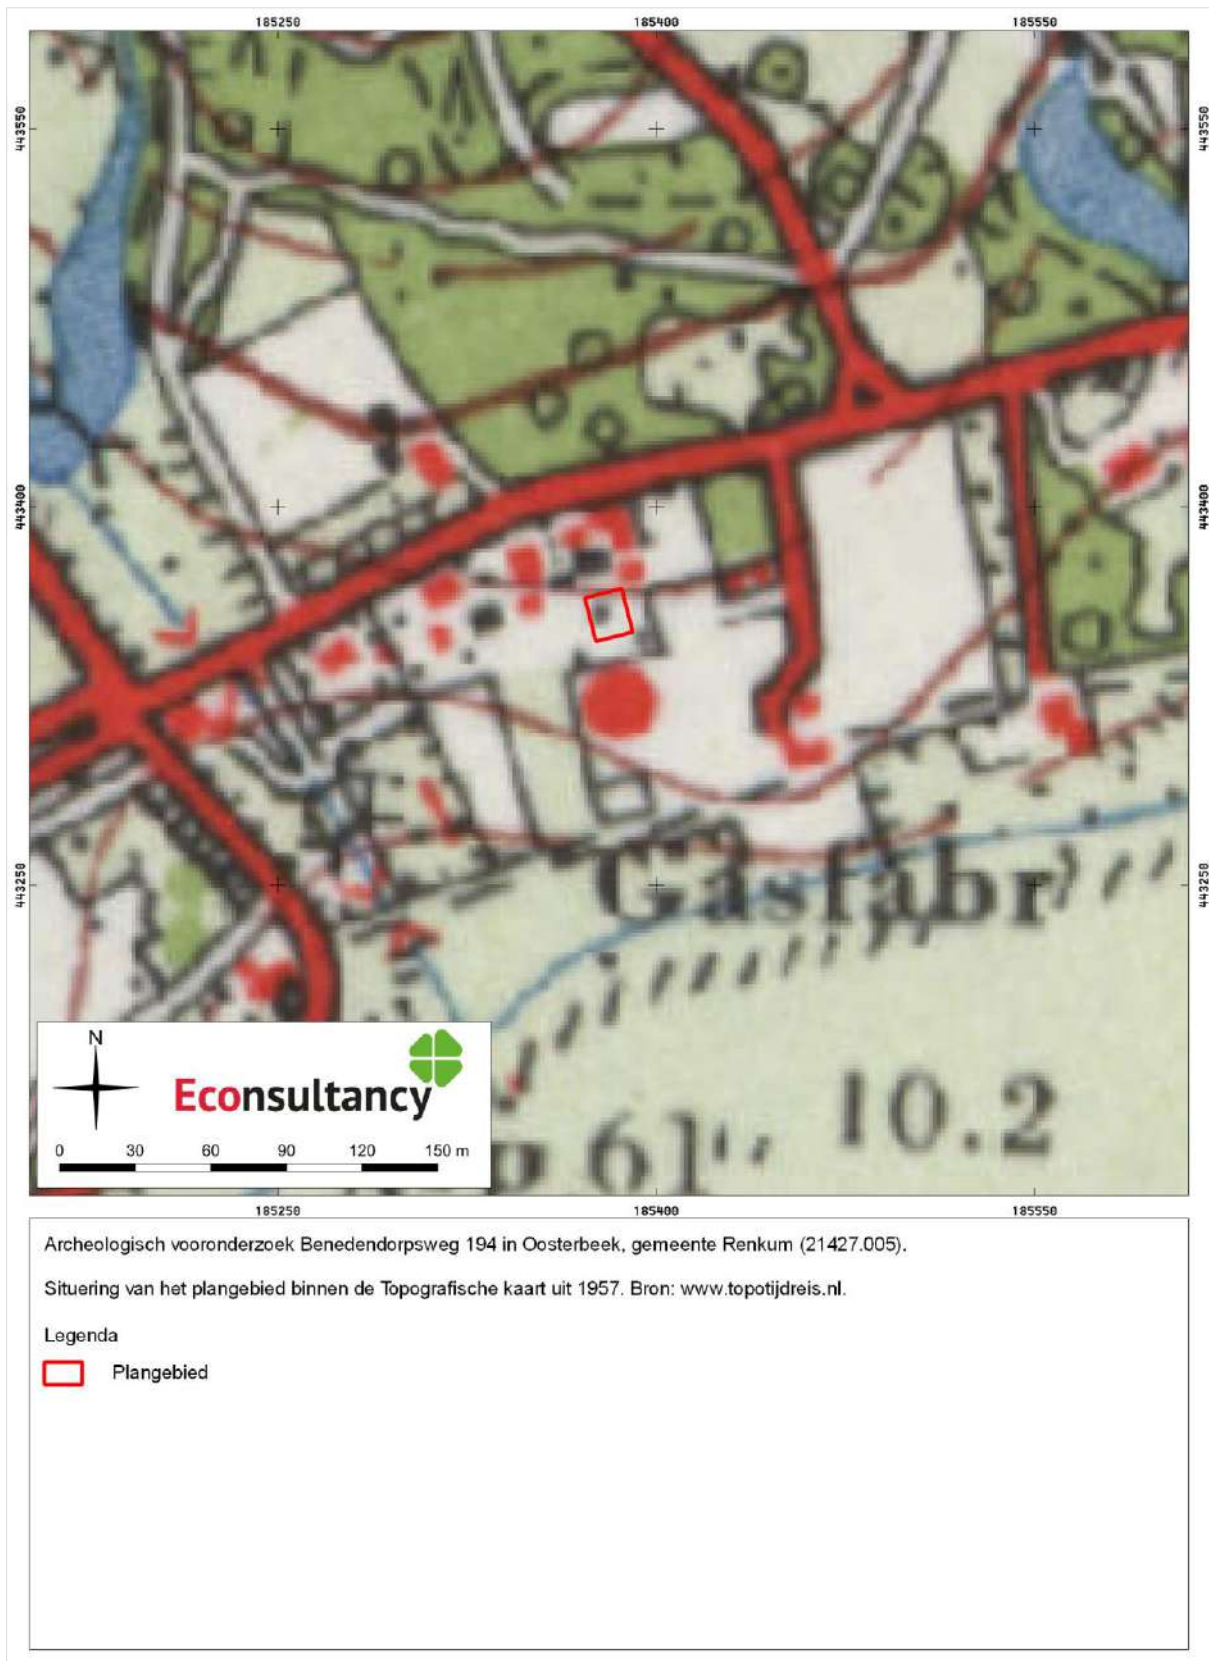 185250 185400 185550
443550 443550
443400 443400
443250 443250
Gasfabr
10.2
61
N
Econsultancy
0 30 60 90 120 150 m
185250 185400 185550
Archeologisch vooronderzoek Benedendorpsweg 194 in Oosterbeek, gemeente Renkum (21427.005).
Situering van het plangebied binnen de Topografische kaart uit 1957. Bron: www.topotijdreis.nl.
Legenda
Plangebied